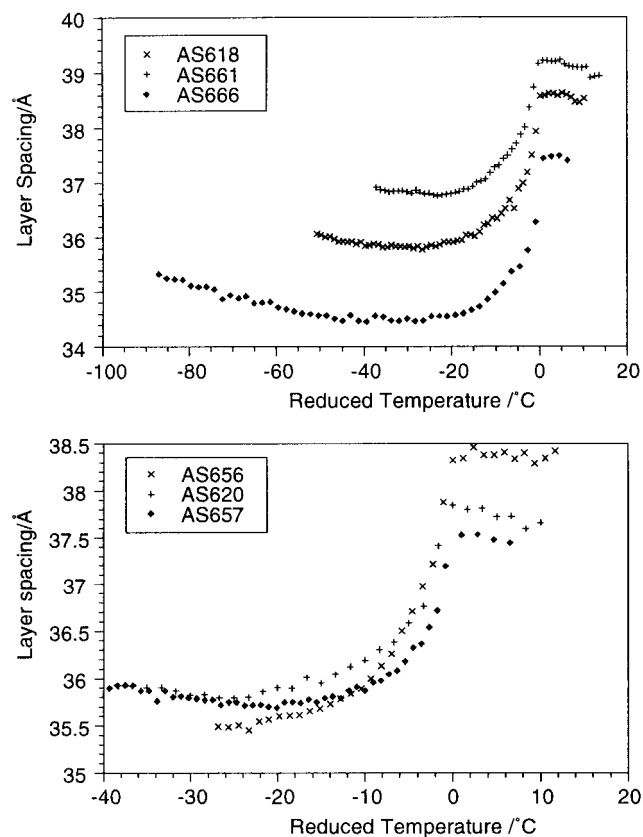 40
39
38
37
36
35
34
Layer Spacing/Å
AS618
AS661
AS666
-100
-80
-60
-40
-20
0
20
Reduced Temperature /˚C
38.5
38
37.5
37
36.5
36
35.5
35
Layer spacing/Å
AS656
AS620
AS657
-40
-30
-20
-10
0
10
20
Reduced Temperature /˚C